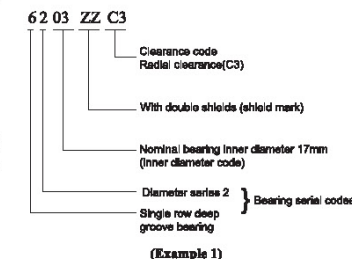 6 2 03 ZZ C3
Clearance code
Radial clearance(C3)
With double shields (shield mark)
Nominal bearing inner diameter 17mm
(inner diameter code)
Diameter series 2
} Bearing serial codes
Single row deep
groove bearing
(Example 1)